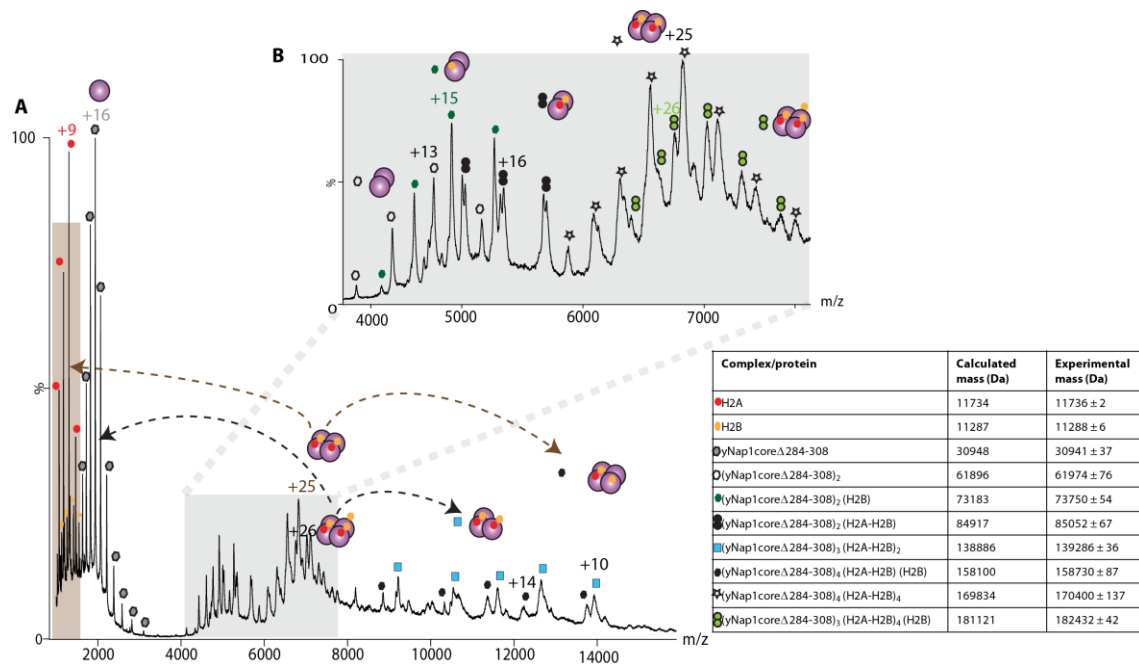 B
100
+25
+15
+26
A
+16
+9
+13
+16
100
%
0
m/z
4000
5000
6000
7000
%
+25
+26
+14
+10
0
m/z
2000
4000
6000
8000
10000
12000
14000
Complex/protein Calculated mass (Da) Experimental mass (Da)
H2A 11734 11736 ± 2
H2B 11287 11288 ± 6
yNap1coreΔ284-308 30948 30941 ± 37
(yNap1coreΔ284-308)2 61896 61974 ± 76
(yNap1coreΔ284-308)2 (H2B) 73183 73750 ± 54
(yNap1coreΔ284-308)2 (H2A-H2B) 84917 85052 ± 67
(yNap1coreΔ284-308)3 (H2A-H2B)2 138886 139286 ± 36
(yNap1coreΔ284-308)4 (H2A-H2B) (H2B) 158100 158730 ± 87
(yNap1coreΔ284-308)4 (H2A-H2B)4 169834 170400 ± 137
(yNap1coreΔ284-308)3 (H2A-H2B)4 (H2B) 181121 182432 ± 42